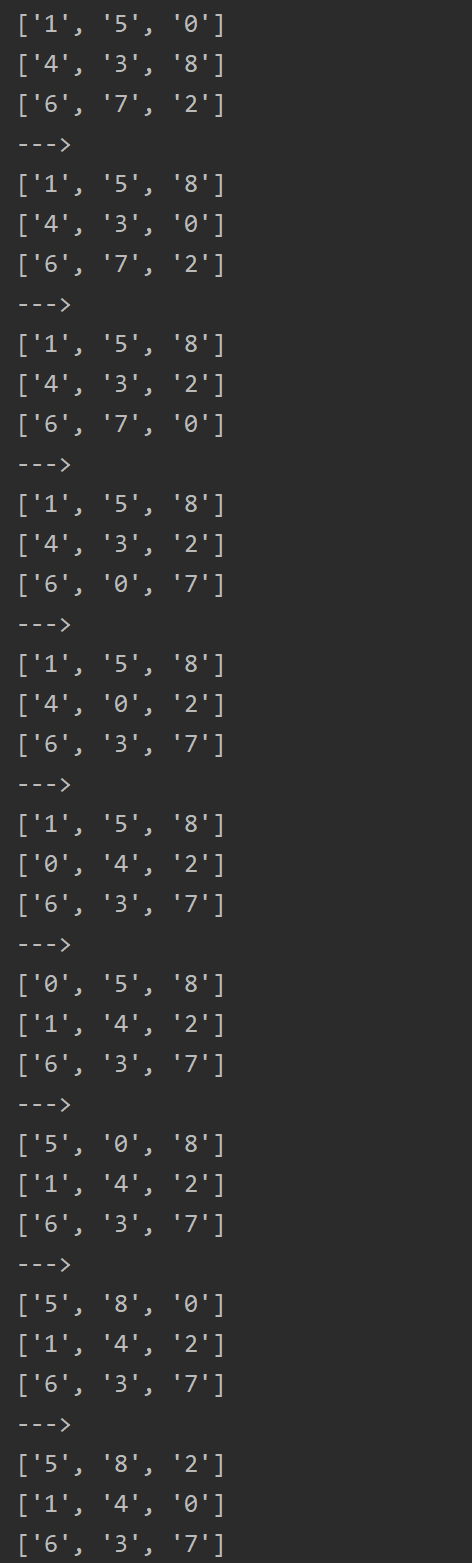 ['1', '5', '0']
['4', '3', '8']
['6', '7', '2']
--->
['1', '5', '8']
['4', '3', '0']
['6', '7', '2']
--->
['1', '5', '8']
['4', '3', '2']
['6', '7', '0']
--->
['1', '5', '8']
['4', '3', '2']
['6', '0', '7']
--->
['1', '5', '8']
['4', '0', '2']
['6', '3', '7']
--->
['1', '5', '8']
['0', '4', '2']
['6', '3', '7']
--->
['0', '5', '8']
['1', '4', '2']
['6', '3', '7']
--->
['5', '0', '8']
['1', '4', '2']
['6', '3', '7']
--->
['5', '8', '0']
['1', '4', '2']
['6', '3', '7']
--->
['5', '8', '2']
['1', '4', '0']
['6', '3', '7']